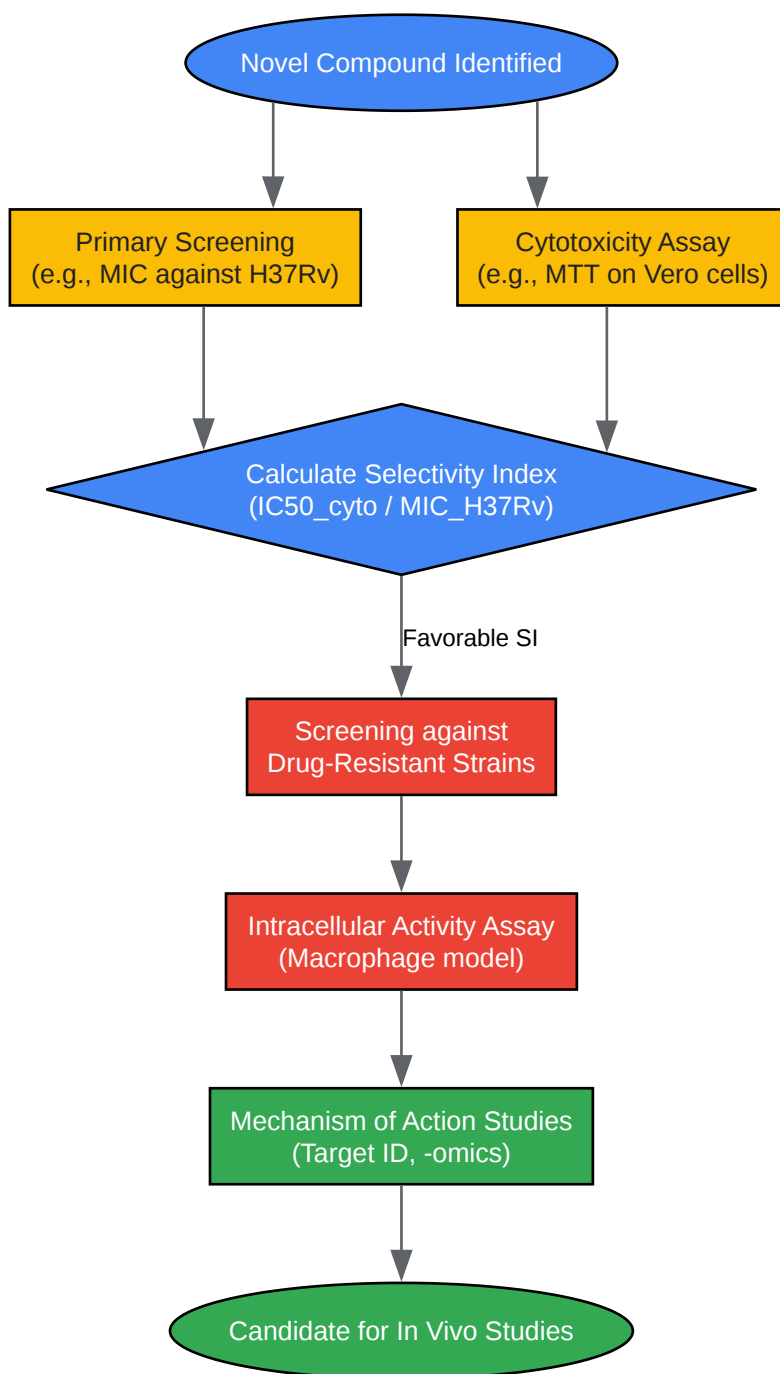 Novel Compound Identified
Primary Screening
(e.g., MIC against H37Rv)
Cytotoxicity Assay
(e.g., MTT on Vero cells)
Calculate Selectivity Index
(IC50_cyto / MIC_H37Rv)
Favorable SI
Screening against
Drug-Resistant Strains
Intracellular Activity Assay
(Macrophage model)
Mechanism of Action Studies
(Target ID, -omics)
Candidate for In Vivo Studies